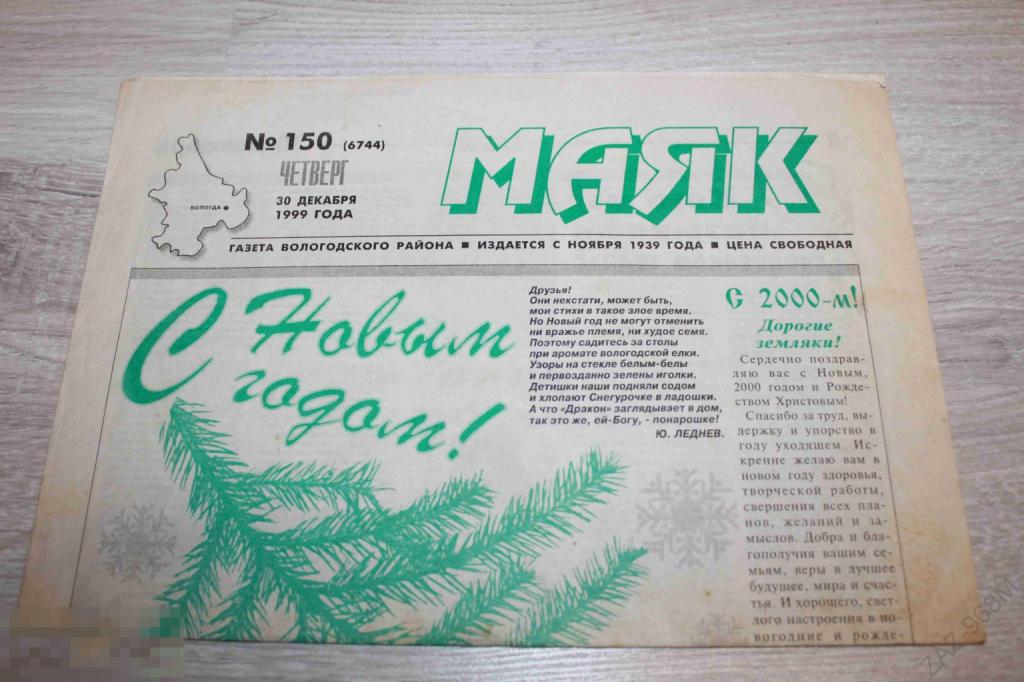 № 150 (6744)
ЧЕТВЕРГ
30 ДЕКАБРЯ
1999 ГОДА
ВОЛОГДА
МАЯК
ГАЗЕТА ВОЛОГОДСКОГО РАЙОНА ■ ИЗДАЕТСЯ С НОЯБРЯ 1939 ГОДА ■ ЦЕНА СВОБОДНАЯ
С Новым
годом!
Друзья!
Они некстати, может быть,
мои стихи в такое злое время.
Но Новый год не могут отменить
ни вражье племя, ни худое семя.
Поэтому садитесь за столы
при аромате вологодской елки.
Узоры на стекле белым-белы
и первозданно зелены иголки.
Детишки наши подняли содом
и хлопают Снегурочке в ладошки.
А что «Дракон» заглядывает в дом,
так это же, ей-Богу, - понарошке!
Ю. ЛЕДНЕВ.
С 2000-м!
Дорогие
земляки!
Сердечно поздрав-
ляю вас с Новым,
2000 годом и Рожде-
ством Христовым!
Спасибо за труд, вы-
держку и упорство в
году уходящем. Ис-
кренне желаю вам в
новом году здоровья,
творческой работы,
свершения всех пла-
нов, желаний и за-
мыслов. Добра и бла-
гополучия вашим се-
мьям, веры в лучшее
будущее, мира и счас-
тья. И хорошего, свет-
лого настроения в но-
вогодние и рожде-
ZAZ_968M